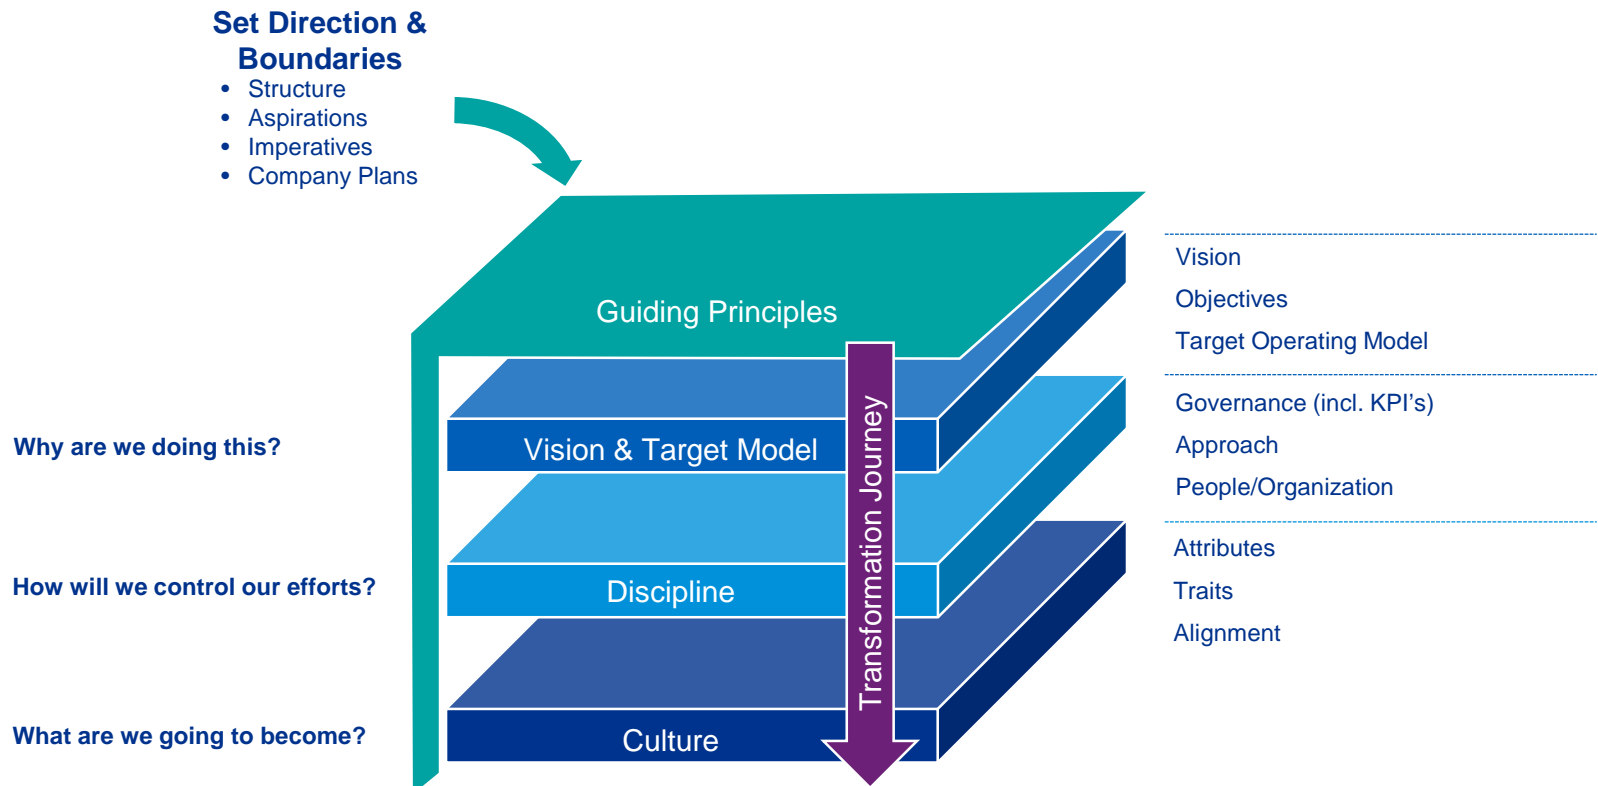 Set Direction &
Boundaries
• Structure
• Aspirations
• Imperatives
• Company Plans
Guiding Principles
Vision
Objectives
Target Operating Model
Why are we doing this?
Vision & Target Model
Transformation Journey
Governance (incl. KPI's)
Approach
People/Organization
How will we control our efforts?
Discipline
Attributes
Traits
Alignment
What are we going to become?
Culture